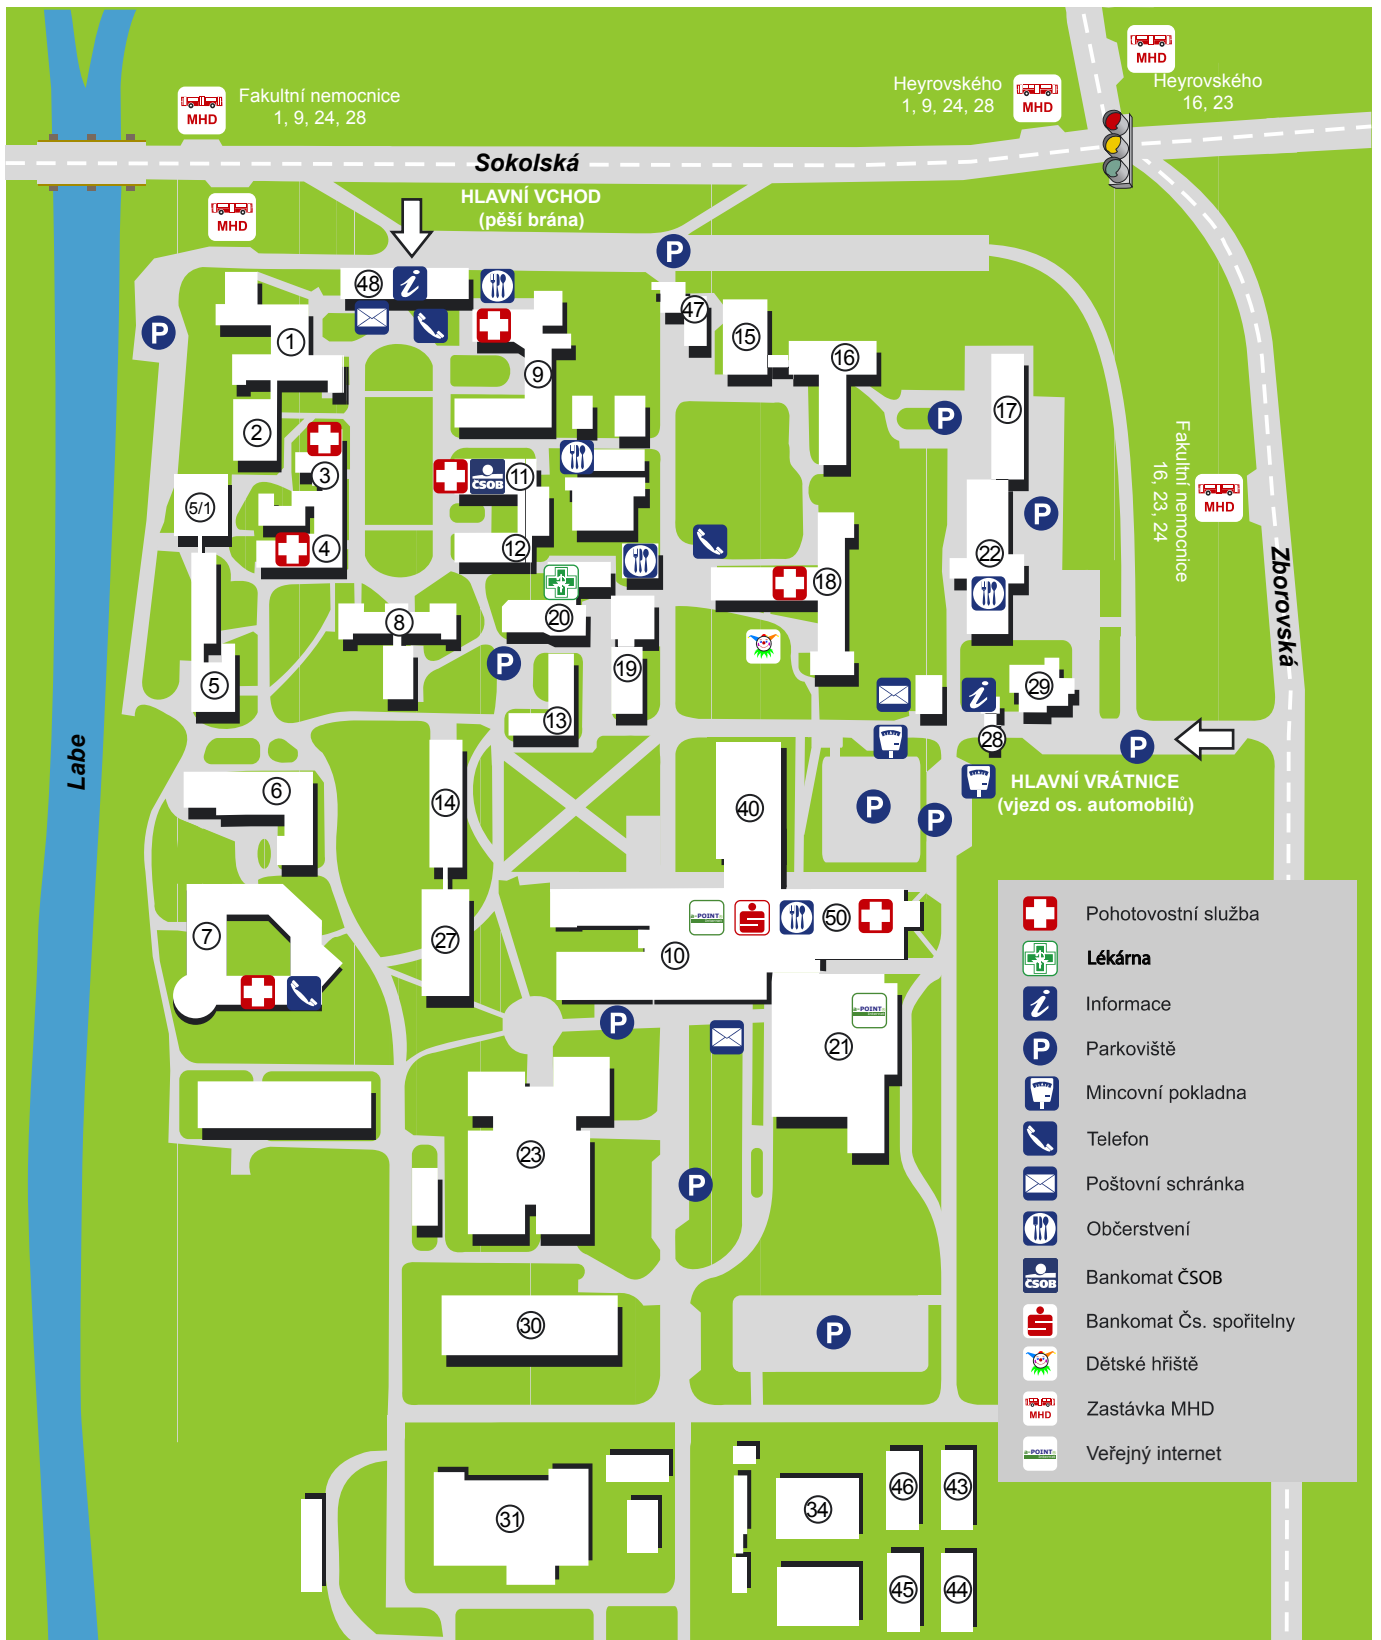 MHD
Heyrovského
16, 23
Fakultní nemocnice
1, 9, 24, 28
MHD
Heyrovského
1, 9, 24, 28
MHD
Sokolská
HLAVNÍ VCHOD
(pěší brána)
MHD
P
48
i
47
1
15
16
P
9
17
P
2
3
11
ČSOB
5/1
P
Fakultní nemocnice
16, 23, 24
MHD
4
12
22
18
20
8
Zborovská
P
19
5
29
i
13
28
P
HLAVNÍ VRÁTNICE
(vjezd os. automobilů)
Labe
6
14
40
P
P
7
27
a-POINT
50
10
P
a-POINT
21
23
P
30
P
31
34
46
43
45
44
Pohotovostní služba
Lékárna
i Informace
P Parkoviště
Mincovní pokladna
Telefon
Poštovní schránka
Občerstvení
ČSOB Bankomat ČSOB
Bankomat Čs. spořitelny
Dětské hřiště
MHD Zastávka MHD
a-POINT Veřejný internet